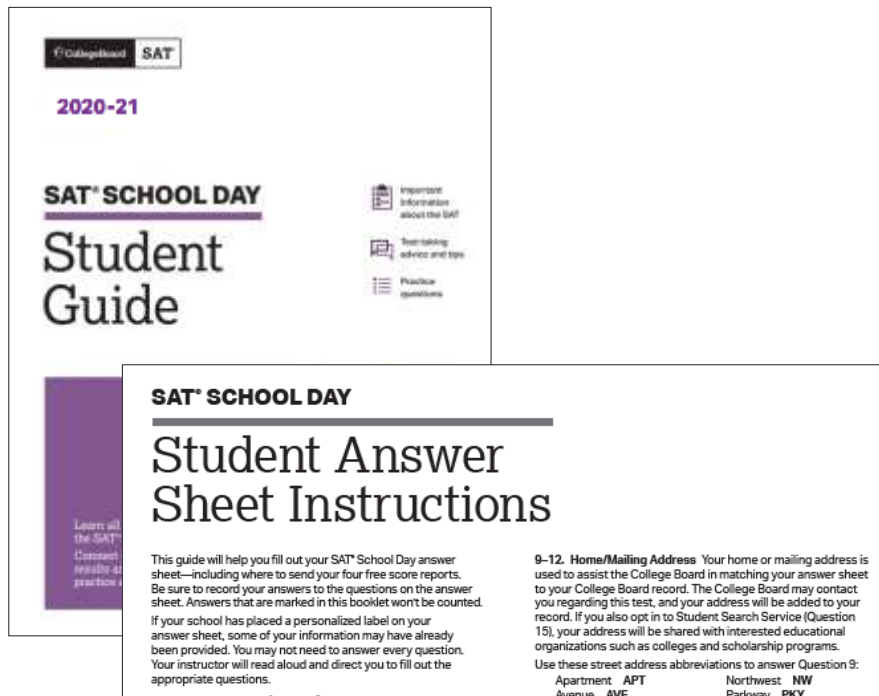 CollegeBoard SAT
2020-21
SAT® SCHOOL DAY
Student
Guide
Important
information
about the SAT
Test-taking
advice and tips
Practice
questions
Learn all
the SAT®
Connect
results
practice
SAT® SCHOOL DAY
Student Answer
Sheet Instructions
This guide will help you fill out your SAT® School Day answer
sheet—including where to send your four free score reports.
Be sure to record your answers to the questions on the answer
sheet. Answers that are marked in this booklet won't be counted.
If your school has placed a personalized label on your
answer sheet, some of your information may have already
been provided. You may not need to answer every question.
Your instructor will read aloud and direct you to fill out the
appropriate questions.
9–12. Home/Mailing Address Your home or mailing address is
used to assist the College Board in matching your answer sheet
to your College Board record. The College Board may contact
you regarding this test, and your address will be added to your
record. If you also opt in to Student Search Service (Question
15), your address will be shared with interested educational
organizations such as colleges and scholarship programs.
Use these street address abbreviations to answer Question 9:
Apartment APT Northwest NW
Avenue AVE Parkway PKY